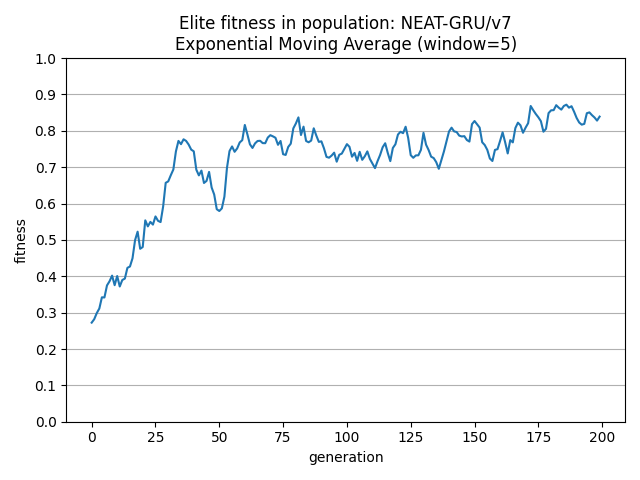 Elite fitness in population: NEAT-GRU/v7
Exponential Moving Average (window=5)
1.0
0.9
0.8
0.7
0.6
0.5
0.4
0.3
0.2
0.1
0.0
fitness
0 25 50 75 100 125 150 175 200
generation